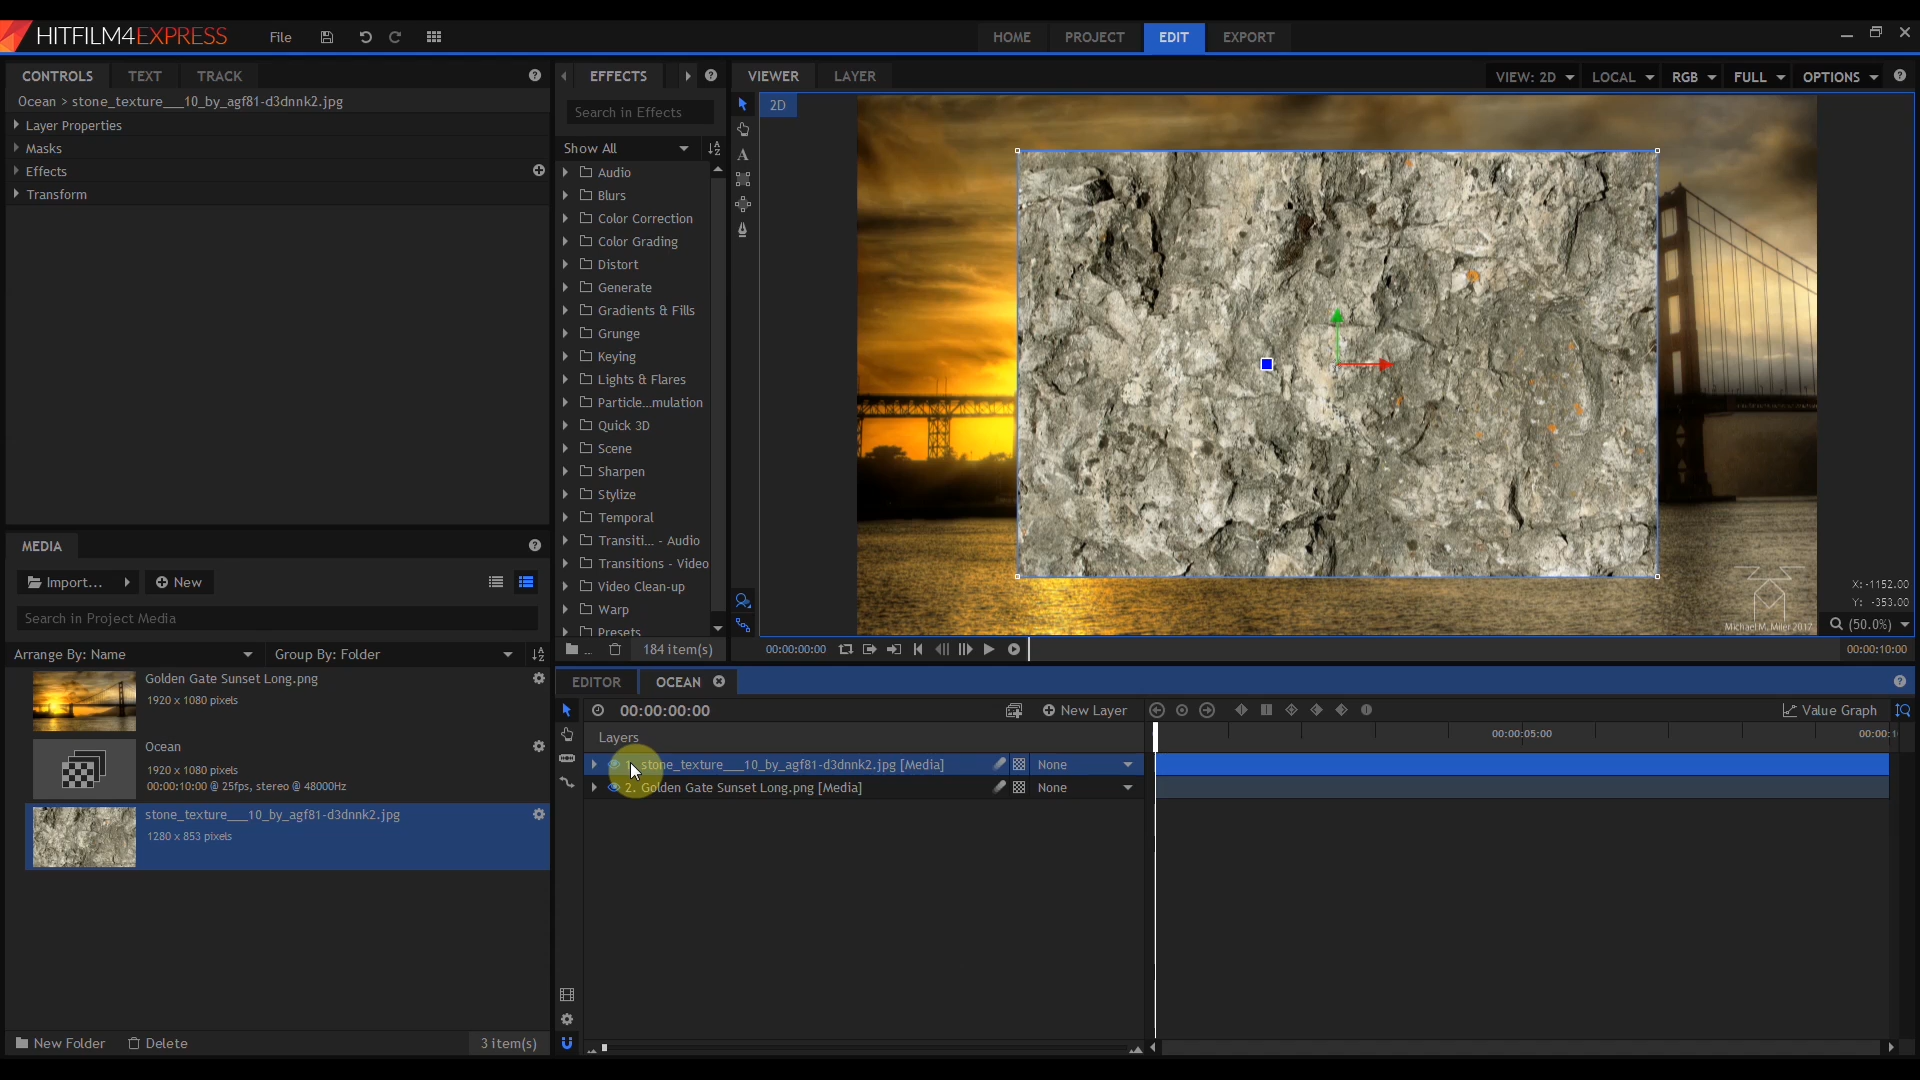 HITFILM4EXPRESS
File
HOME
PROJECT
EDIT
EXPORT
CONTROLS
TEXT
TRACK
Ocean > stone_texture___10_by_agf81-d3dnnk2.jpg
Layer Properties
Masks
Effects
Transform
EFFECTS
Search in Effects
Show All
Audio
Blurs
Color Correction
Color Grading
Distort
Generate
Gradients & Fills
Grunge
Keying
Lights & Flares
Particle...mulation
Quick 3D
Scene
Sharpen
Stylize
Temporal
Transiti... - Audio
Transitions - Video
Video Clean-up
Warp
Presets
... 184 item(s)
VIEWER
LAYER
VIEW: 2D
LOCAL
RGB
FULL
OPTIONS
2D
A
Michael M. Miler 2017
X: -1152.00
Y: -353.00
(50.0%)
00:00:00:00
00:00:10:00
MEDIA
Import...
New
Search in Project Media
Arrange By: Name
Group By: Folder
Golden Gate Sunset Long.png
1920 x 1080 pixels
Ocean
1920 x 1080 pixels
00:00:10:00 @ 25fps, stereo @ 48000Hz
stone_texture___10_by_agf81-d3dnnk2.jpg
1280 x 853 pixels
New Folder
Delete
3 item(s)
EDITOR
OCEAN
00:00:00:00
New Layer
Value Graph
Layers
00:00:05:00
00:00:1
1. stone_texture___10_by_agf81-d3dnnk2.jpg [Media]
None
2. Golden Gate Sunset Long.png [Media]
None